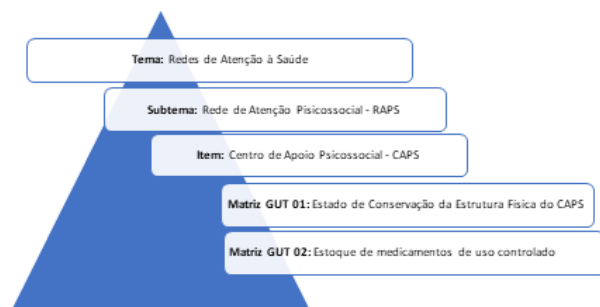 Tema: Redes de Atenção à Saúde
Subtema: Rede de Atenção Pisicossocial - RAPS
Item: Centro de Apoio Psicossocial - CAPS
Matriz GUT 01: Estado de Conservação da Estrutura Física do CAPS
Matriz GUT 02: Estoque de medicamentos de uso controlado